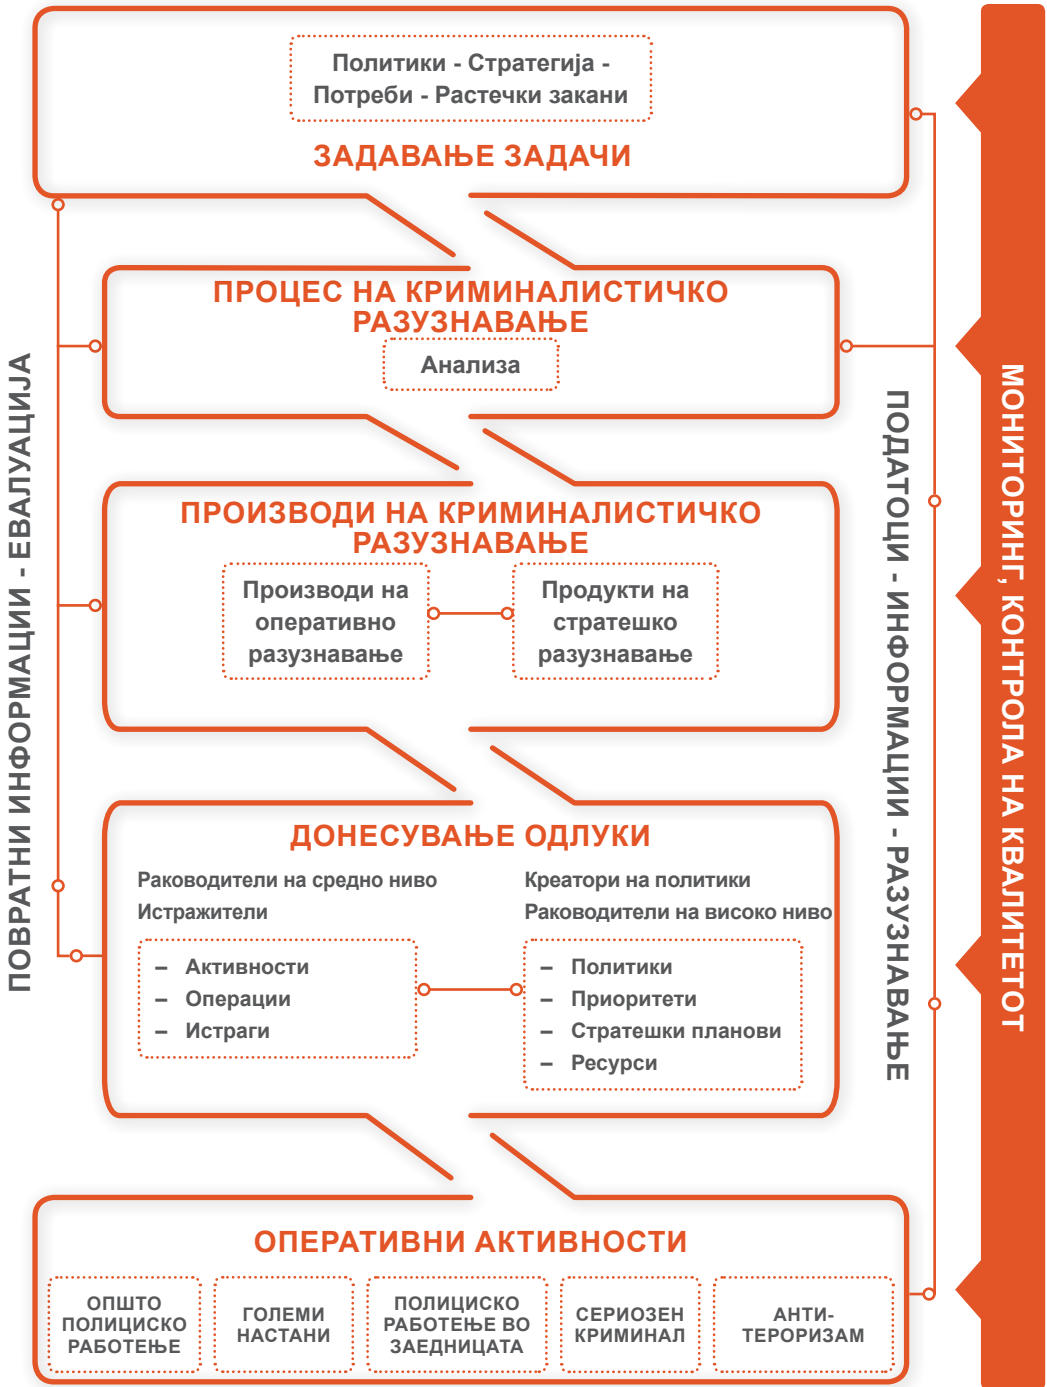 Политики - Стратегија -
Потреби - Растечки закани
ЗАДАВАЊЕ ЗАДАЧИ
ПРОЦЕС НА КРИМИНАЛИСТИЧКО
РАЗУЗНАВАЊЕ
Анализа
ПРОИЗВОДИ НА КРИМИНАЛИСТИЧКО
РАЗУЗНАВАЊЕ
Производи на
оперативно
разузнавање
Продукти на
стратешко
разузнавање
ДОНЕСУВАЊЕ ОДЛУКИ
Раководители на средно ниво
Истражители
– Активности
– Операции
– Истраги
Креатори на политики
Раководители на високо ниво
– Политики
– Приоритети
– Стратешки планови
– Ресурси
ОПЕРАТИВНИ АКТИВНОСТИ
ОПШТО
ПОЛИЦИСКО
РАБОТЕЊЕ
ГОЛЕМИ
НАСТАНИ
ПОЛИЦИСКО
РАБОТЕЊЕ ВО
ЗАЕДНИЦАТА
СЕРИОЗЕН
КРИМИНАЛ
АНТИ-
ТЕРОРИЗАМ
ПОВРАТНИ ИНФОРМАЦИИ - ЕВАЛУАЦИЈА
ПОДАТОЦИ - ИНФОРМАЦИИ - РАЗУЗНАВАЊЕ
МОНИТОРИНГ, КОНТРОЛА НА КВАЛИТЕТОТ